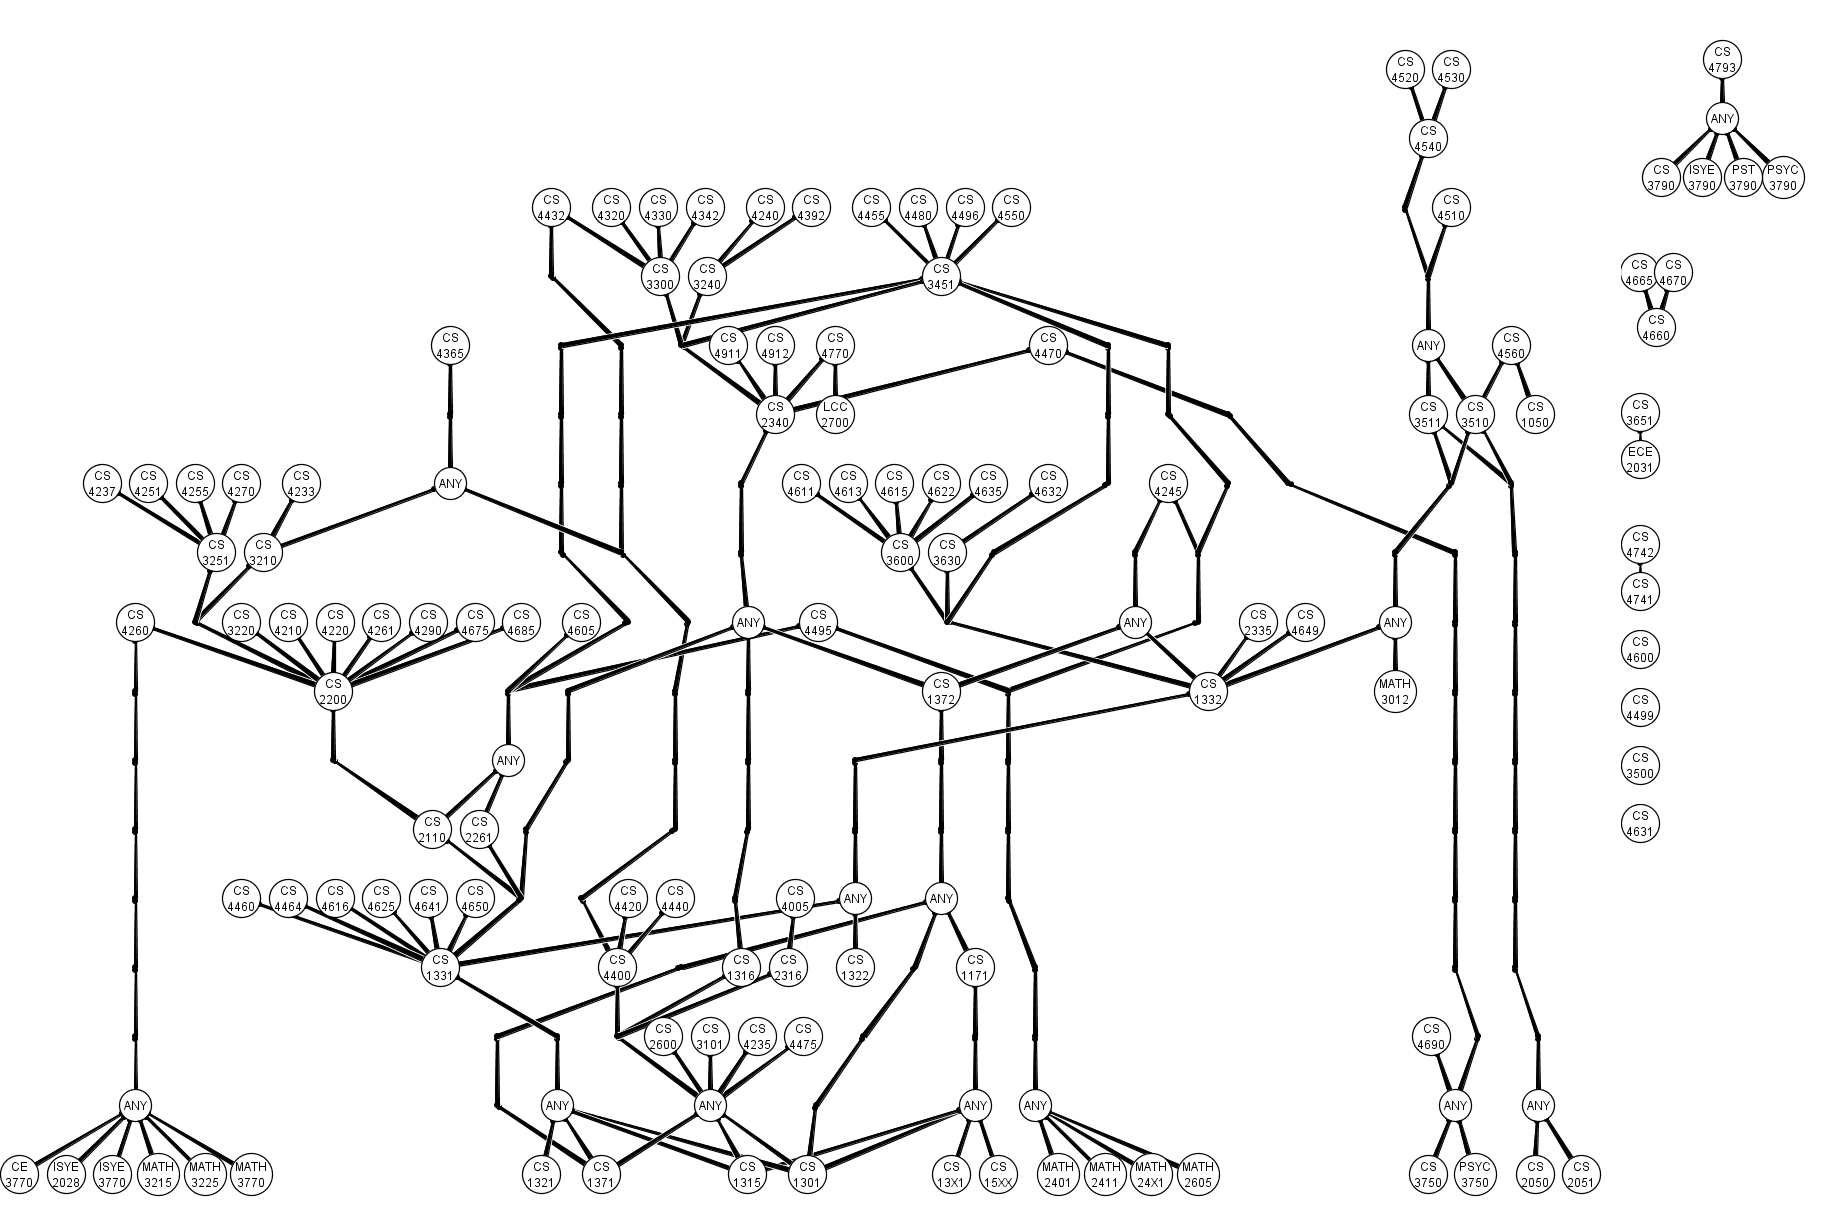 CS
4793
CS
4520
CS
4530
ANY
CS
4540
CS
3790
ISYE
3790
PST
3790
PSYC
3790
CS
4432
CS
4320
CS
4330
CS
4342
CS
4240
CS
4392
CS
4455
CS
4480
CS
4496
CS
4550
CS
4510
CS
3300
CS
3240
CS
3451
CS
4665
CS
4670
CS
4660
CS
4365
CS
4911
CS
4912
CS
4770
CS
4470
ANY
CS
4560
CS
2340
LCC
2700
CS
3511
CS
3510
CS
1050
CS
3651
ECE
2031
CS
4237
CS
4251
CS
4255
CS
4270
CS
4233
ANY
CS
4611
CS
4613
CS
4615
CS
4622
CS
4635
CS
4632
CS
4245
CS
3251
CS
3210
CS
3600
CS
3630
CS
4742
CS
4741
CS
4260
CS
3220
CS
4210
CS
4220
CS
4261
CS
4290
CS
4675
CS
4685
CS
4605
ANY
CS
4495
ANY
CS
2335
CS
4649
ANY
CS
4600
CS
2200
CS
1372
CS
1332
MATH
3012
CS
4499
ANY
CS
3500
CS
2110
CS
2261
CS
4631
CS
4460
CS
4464
CS
4616
CS
4625
CS
4641
CS
4650
CS
4420
CS
4440
CS
4005
ANY
ANY
CS
1331
CS
4400
CS
1316
CS
2316
CS
1322
CS
1171
CS
2600
CS
3101
CS
4235
CS
4475
CS
4690
ANY
ANY
ANY
ANY
ANY
ANY
ANY
CE
3770
ISYE
2028
ISYE
3770
MATH
3215
MATH
3225
MATH
3770
CS
1321
CS
1371
CS
1315
CS
1301
CS
13X1
CS
15XX
MATH
2401
MATH
2411
MATH
24X1
MATH
2605
CS
3750
PSYC
3750
CS
2050
CS
2051